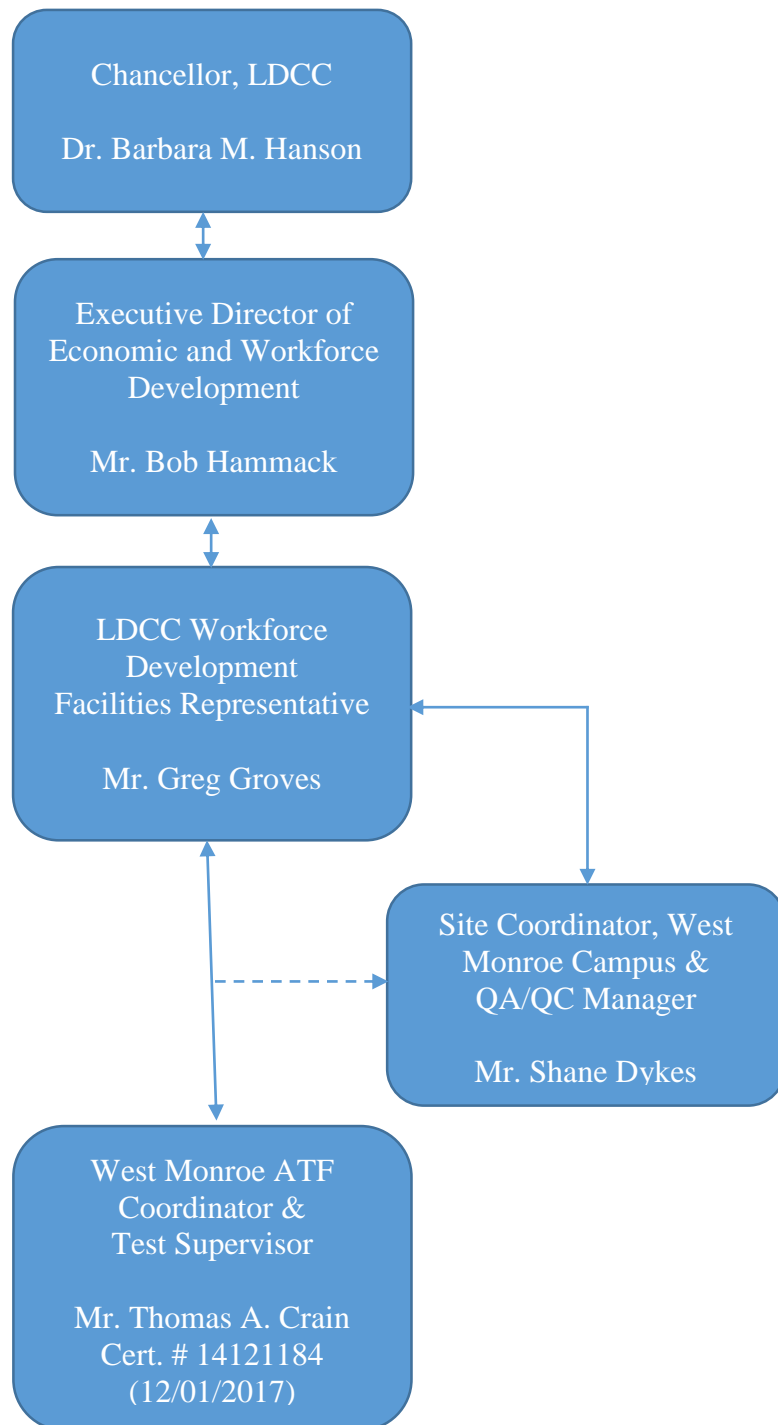 Chancellor, LDCC
Dr. Barbara M. Hanson
Executive Director of
Economic and Workforce
Development
Mr. Bob Hammack
LDCC Workforce
Development
Facilities Representative
Mr. Greg Groves
Site Coordinator, West
Monroe Campus &
QA/QC Manager
Mr. Shane Dykes
West Monroe ATF
Coordinator &
Test Supervisor
Mr. Thomas A. Crain
Cert. # 14121184
(12/01/2017)